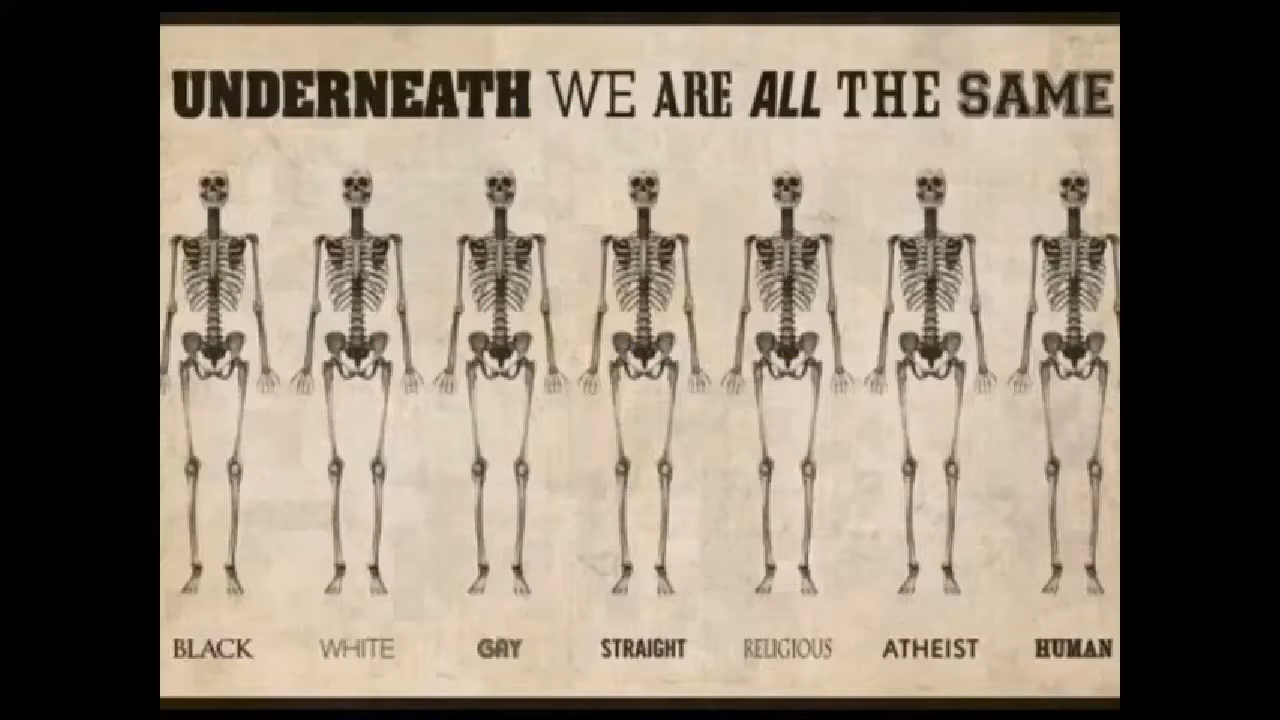 UNDERNEATH WE ARE ALL THE SAME
BLACK WHITE GAY STRAIGHT RELIGIOUS ATHEIST HUMAN